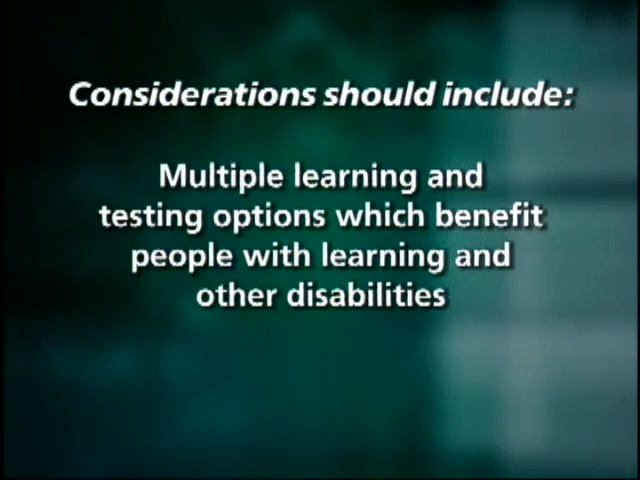 Considerations should include:
Multiple learning and
testing options which benefit
people with learning and
other disabilities